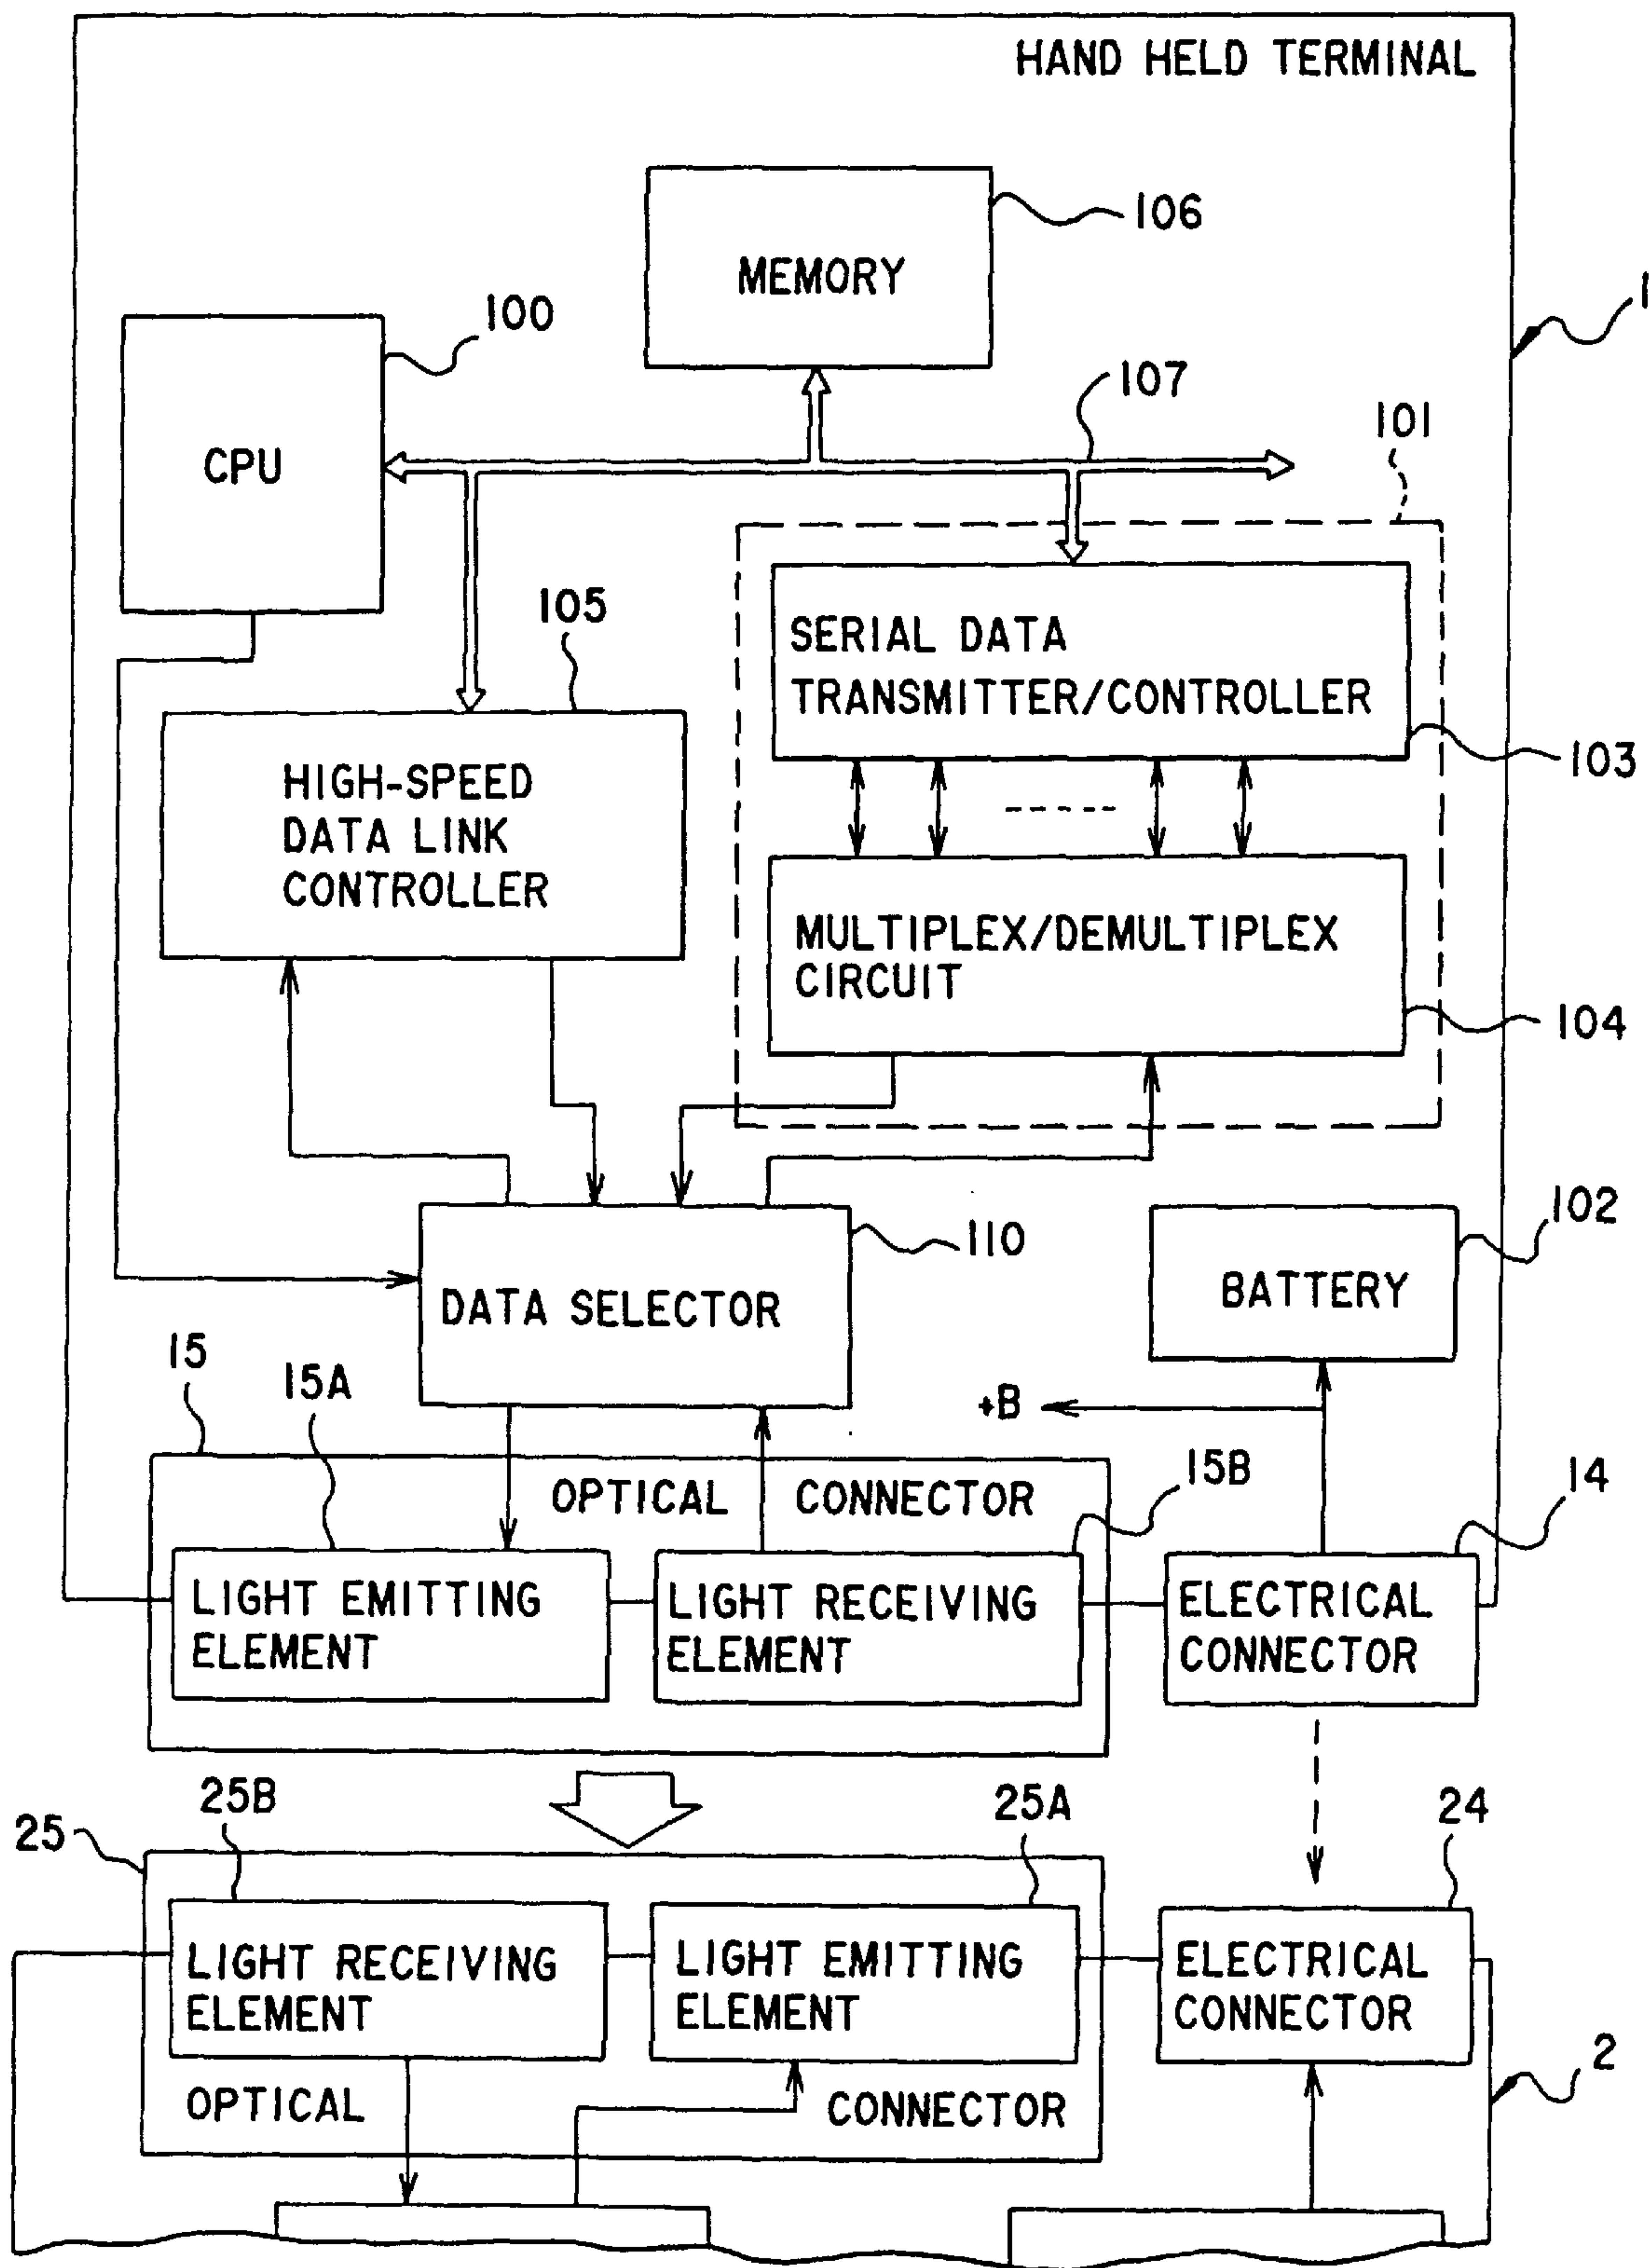 HAND HELD TERMINAL
106
MEMORY
100
1
107
101
CPU
105
SERIAL DATA
TRANSMITTER/CONTROLLER
103
HIGH-SPEED
DATA LINK
CONTROLLER
MULTIPLEX/DEMULTIPLEX
CIRCUIT
104
102
110
BATTERY
DATA SELECTOR
15
15A
+B
15B
14
OPTICAL CONNECTOR
LIGHT EMITTING
ELEMENT
LIGHT RECEIVING
ELEMENT
ELECTRICAL
CONNECTOR
25B
25A
24
25
LIGHT RECEIVING
ELEMENT
LIGHT EMITTING
ELEMENT
ELECTRICAL
CONNECTOR
2
OPTICAL CONNECTOR